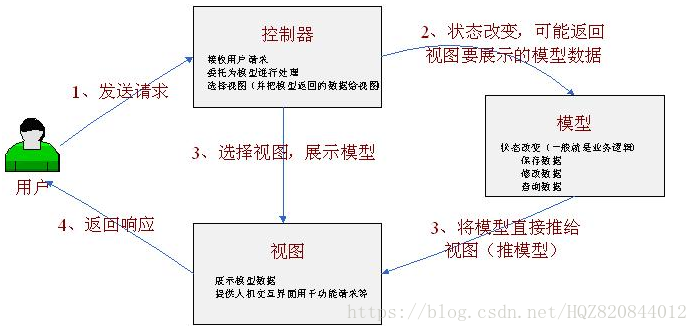 控制器
接收用户请求
委托为模型进行处理
选择视图（并把模型返回的数据给视图）
2、状态改变，可能返回
视图要展示的模型数据
1、发送请求
模型
状态改变（一般就是业务逻辑）
保存数据
修改数据
查询数据
3、选择视图，展示模型
用户
4、返回响应
3、将模型直接推给
视图（推模型）
视图
展示模型数据
提供人机交互界面用于功能请求等
https://blog.csdn.net/HQZ820844012